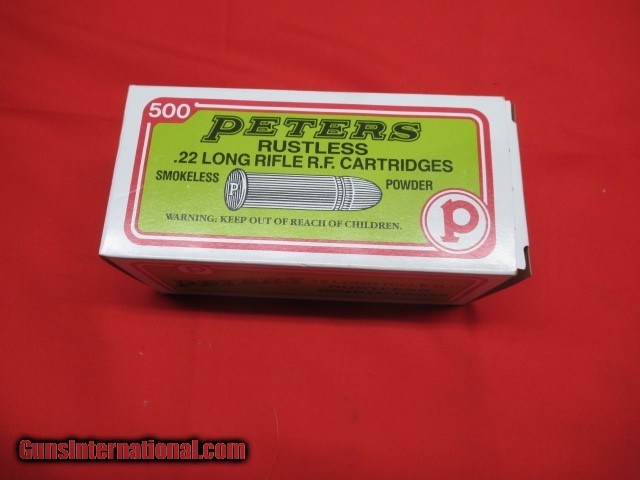 500
PETERS
RUSTLESS
.22 LONG RIFLE R.F. CARTRIDGES
SMOKELESS POWDER
P
WARNING: KEEP OUT OF REACH OF CHILDREN.
P
GunsInternational.com